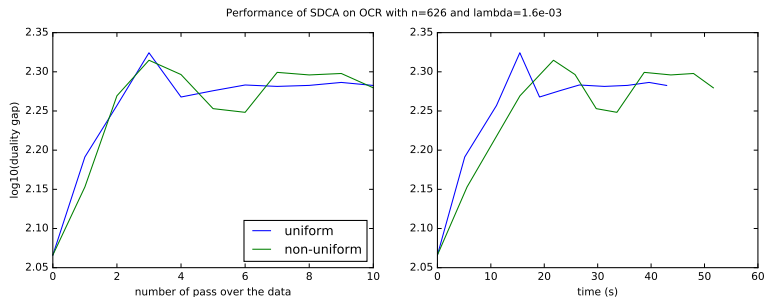 Performance of SDCA on OCR with n=626 and lambda=1.6e-03
log10(duality gap)
2.35
2.30
2.25
2.20
2.15
2.10
2.05
0 2 4 6 8 10
number of pass over the data
uniform
non-uniform
2.35
2.30
2.25
2.20
2.15
2.10
2.05
0 10 20 30 40 50 60
time (s)